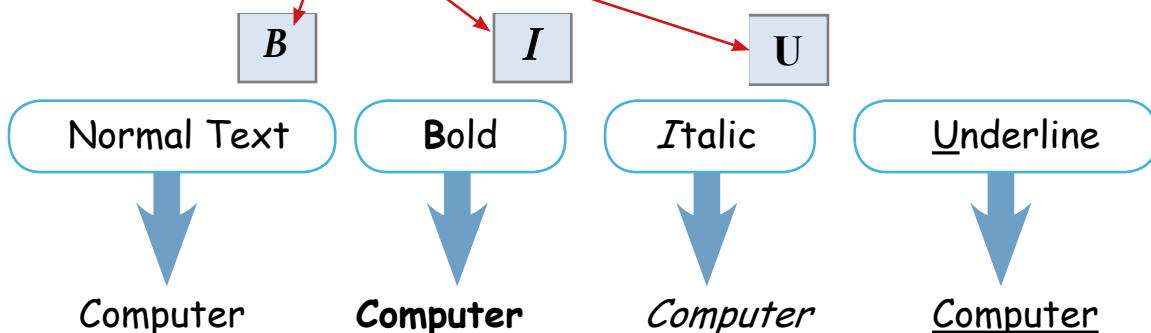 B I U
Normal Text Bold Italic Underline
Computer Computer Computer Computer